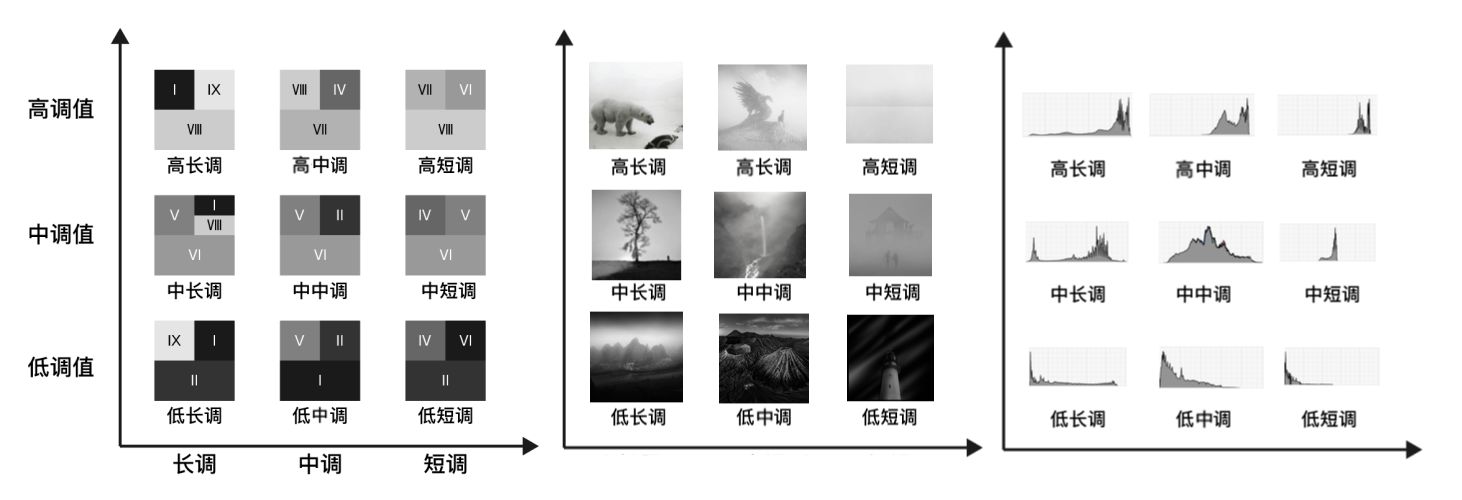 高调值
I IX
VIII
高长调
VIII IV
VII
高中调
VII VI
VIII
高短调
中调值
V I
VIII
VI
中长调
V II
VI
中中调
IV V
VI
中短调
低调值
IX I
II
低长调
V II
I
低中调
IV VI
II
低短调
长调 中调 短调
高长调 高长调 高短调
中长调 中中调 中短调
低长调 低中调 低短调
高长调 高中调 高短调
中长调 中中调 中短调
低长调 低中调 低短调